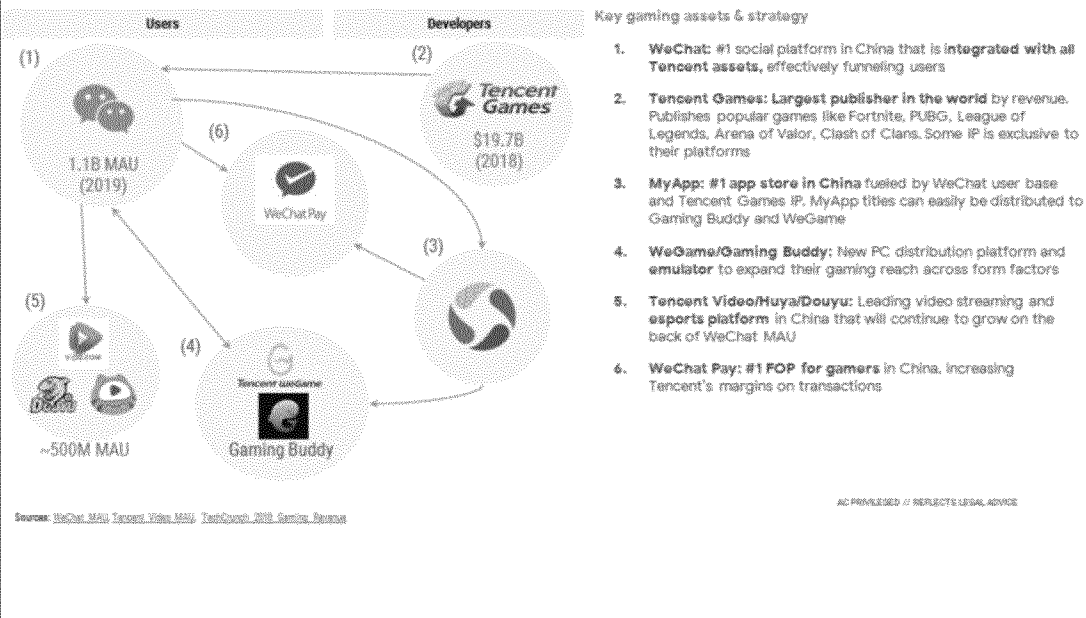 Users
Developers
(1)
1.1B MAU
(2019)
(2)
Tencent
Games
$19.7B
(2018)
(6)
WeChat Pay
(3)
(5)
~500M MAU
(4)
Tencent WeGame
Gaming Buddy
Sources: WeChat MAU, Tencent Video MAU, TechCrunch 2018 Gaming Revenue
Key gaming assets & strategy
1. WeChat: #1 social platform in China that is integrated with all
Tencent assets, effectively funneling users
2. Tencent Games: Largest publisher in the world by revenue.
Publishes popular games like Fortnite, PUBG, League of
Legends, Arena of Valor, Clash of Clans. Some IP is exclusive to
their platforms
3. MyApp: #1 app store in China fueled by WeChat user base
and Tencent Games IP. MyApp titles can easily be distributed to
Gaming Buddy and WeGame
4. WeGame/Gaming Buddy: New PC distribution platform and
emulator to expand their gaming reach across form factors
5. Tencent Video/Huya/Douyu: Leading video streaming and
esports platform in China that will continue to grow on the
back of WeChat MAU
6. WeChat Pay: #1 FOP for gamers in China, increasing
Tencent's margins on transactions
AC PRIVILEGED // REFLECTS LEGAL ADVICE